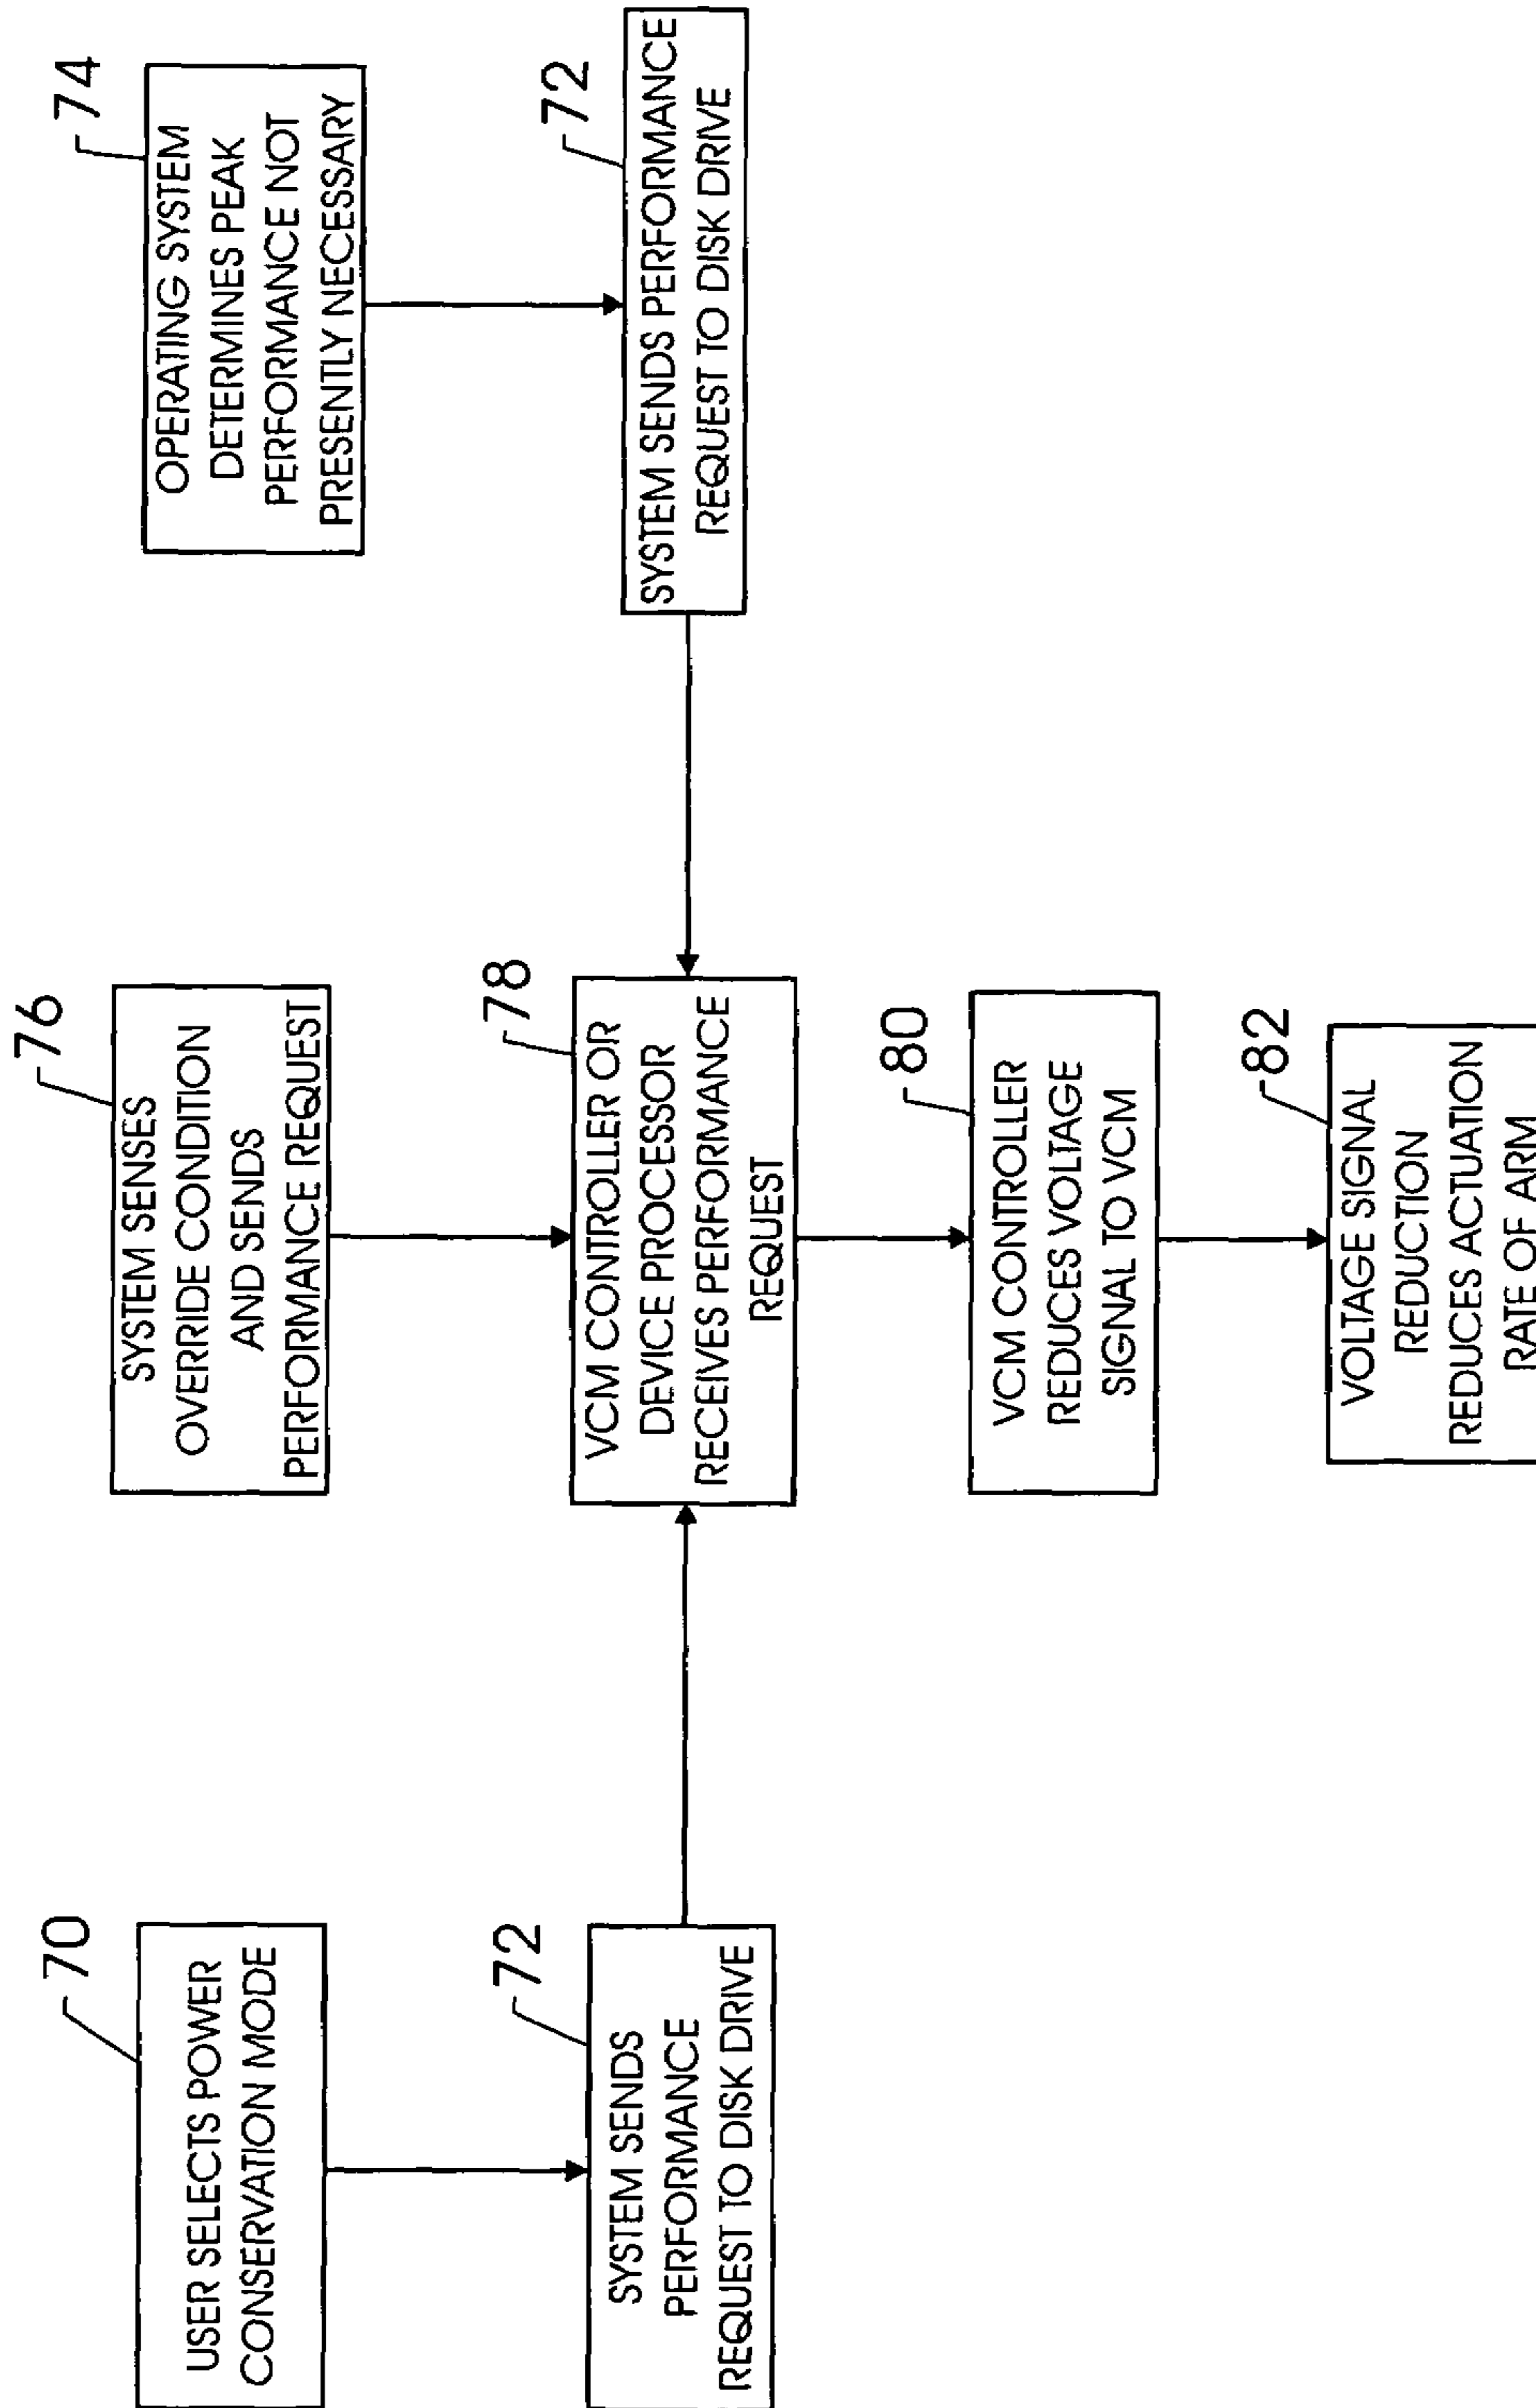 70
USER SELECTS POWER
CONSERVATION MODE
72
SYSTEM SENDS
PERFORMANCE
REQUEST TO DISK DRIVE
76
SYSTEM SENSES
OVERRIDE CONDITION
AND SENDS
PERFORMANCE REQUEST
78
VCM CONTROLLER OR
DEVICE PROCESSOR
RECEIVES PERFORMANCE
REQUEST
80
VCM CONTROLLER
REDUCES VOLTAGE
SIGNAL TO VCM
82
VOLTAGE SIGNAL
REDUCTION
REDUCES ACTUATION
RATE OF ARM
74
OPERATING SYSTEM
DETERMINES PEAK
PERFORMANCE NOT
PRESENTLY NECESSARY
72
SYSTEM SENDS PERFORMANCE
REQUEST TO DISK DRIVE